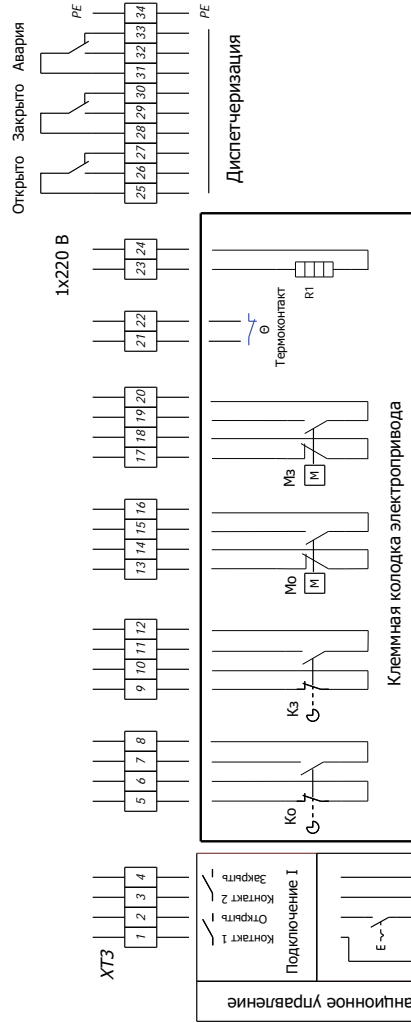 XT3
1 2 3 4
5 6 7 8
9 10 11 12
13 14 15 16
17 18 19 20
21 22
23 24
1x220 В
25 26 27 28 29 30 31 32 33 34
Открыто Закрыто Авария
PE
PE
Диспетчеризация
Контакт 1
Открыть
Контакт 2
Закрыть
Подключение I
E
Ко
Кз
Мо
M
Мз
M
Θ
Термоконтакт
R1
Клеммная колодка электропривода
управление